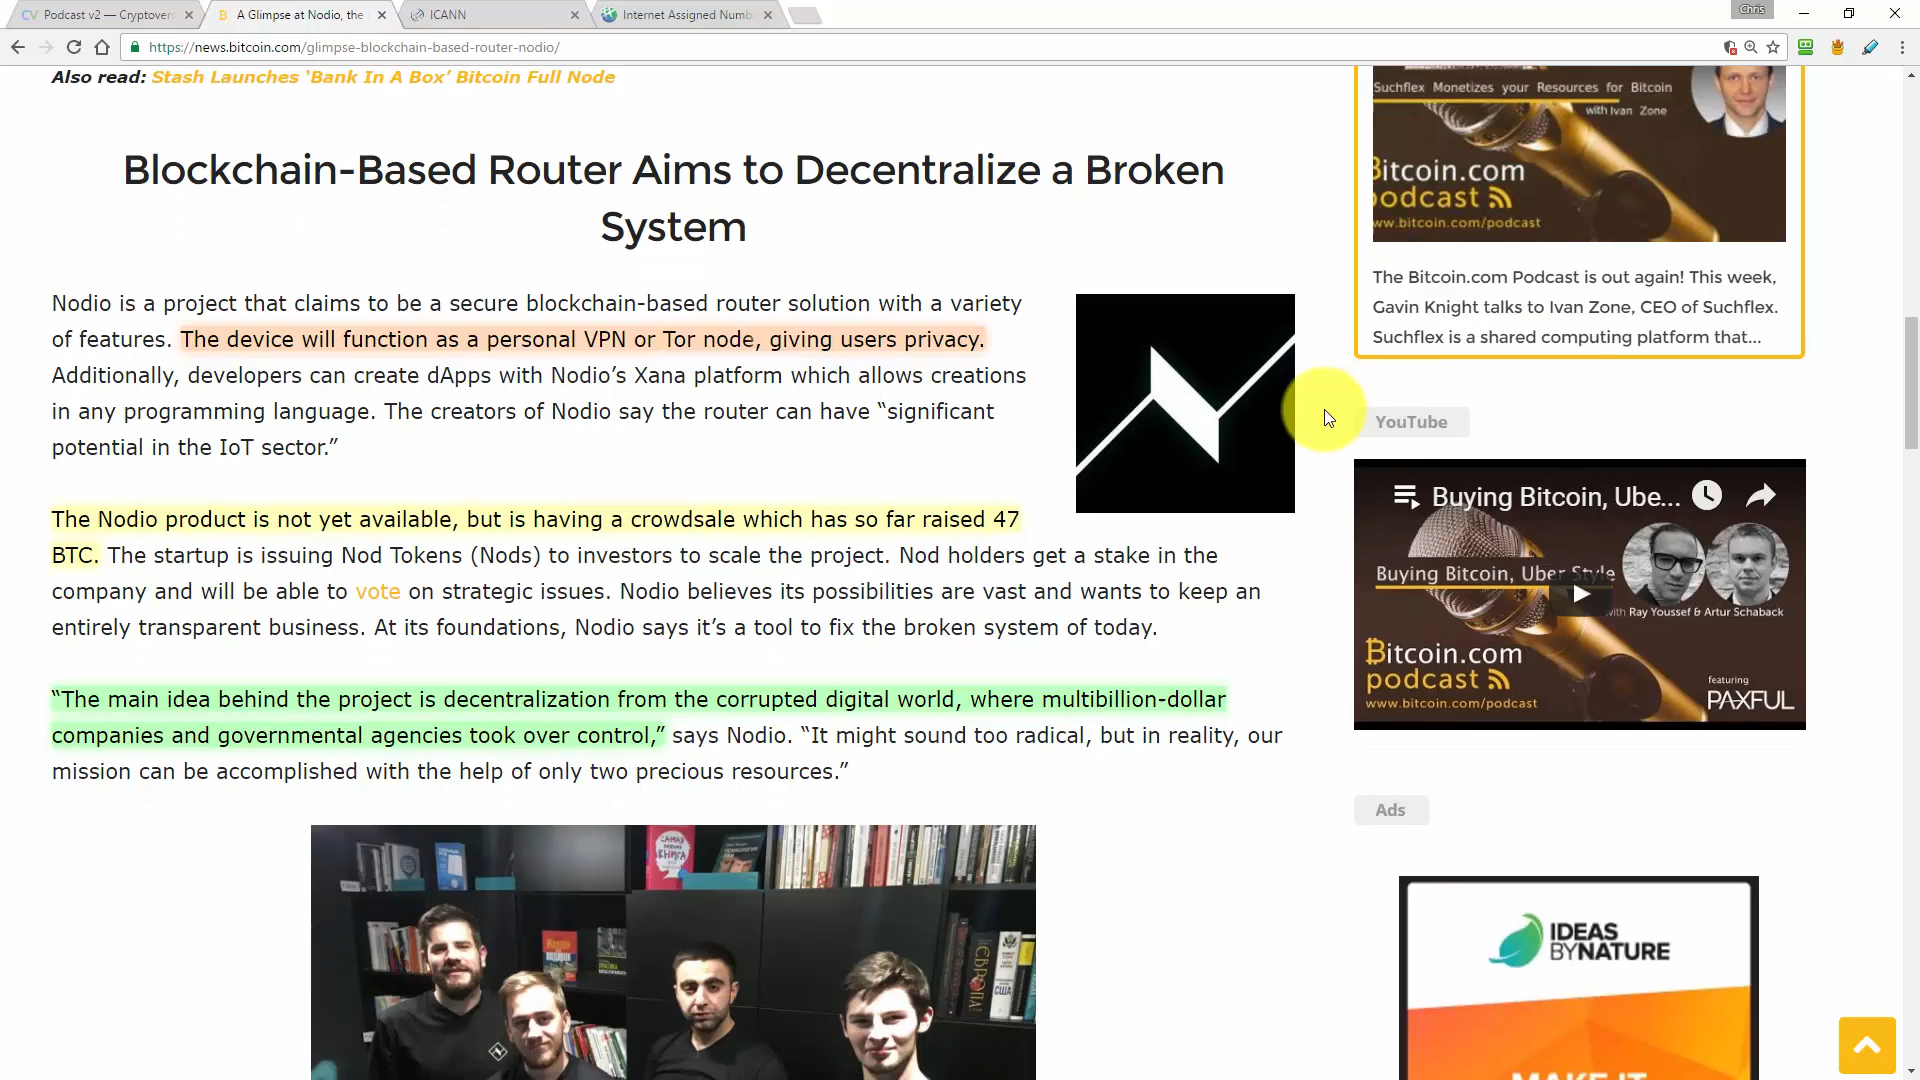 Podcast v2 — Cryptovers
A Glimpse at Nodio, the
ICANN
Internet Assigned Numb
Chris
https://news.bitcoin.com/glimpse-blockchain-based-router-nodio/
Also read: Stash Launches ‘Bank In A Box’ Bitcoin Full Node
Blockchain-Based Router Aims to Decentralize a Broken
System
Nodio is a project that claims to be a secure blockchain-based router solution with a variety
of features. The device will function as a personal VPN or Tor node, giving users privacy.
Additionally, developers can create dApps with Nodio’s Xana platform which allows creations
in any programming language. The creators of Nodio say the router can have “significant
potential in the IoT sector.”
The Nodio product is not yet available, but is having a crowdsale which has so far raised 47
BTC. The startup is issuing Nod Tokens (Nods) to investors to scale the project. Nod holders get a stake in the
company and will be able to vote on strategic issues. Nodio believes its possibilities are vast and wants to keep an
entirely transparent business. At its foundations, Nodio says it’s a tool to fix the broken system of today.
“The main idea behind the project is decentralization from the corrupted digital world, where multibillion-dollar
companies and governmental agencies took over control,” says Nodio. “It might sound too radical, but in reality, our
mission can be accomplished with the help of only two precious resources.”
САМАЯ
КНИГА
ЄВРОПА
США
Suchflex Monetizes your Resources for Bitcoin
with Ivan Zone
Bitcoin.com
podcast
www.bitcoin.com/podcast
The Bitcoin.com Podcast is out again! This week,
Gavin Knight talks to Ivan Zone, CEO of Suchflex.
Suchflex is a shared computing platform that...
YouTube
Buying Bitcoin, Ube...
Buying Bitcoin, Uber Style
with Ray Youssef & Artur Schaback
Bitcoin.com
podcast
www.bitcoin.com/podcast
featuring
PAXFUL
Ads
IDEAS
BYNATURE
MAKE IT